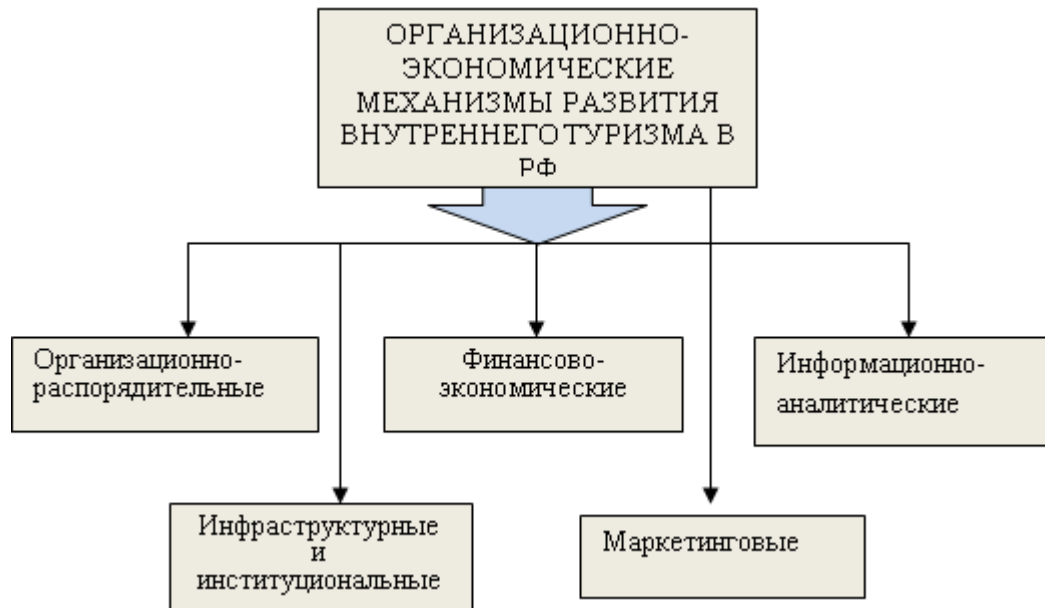 ОРГАНИЗАЦИОННО-
ЭКОНОМИЧЕСКИЕ
МЕХАНИЗМЫ РАЗВИТИЯ
ВНУТРЕННЕГО ТУРИЗМА В
РФ
Организационно-
распорядительные
Финансово-
экономические
Информационно-
аналитические
Инфраструктурные
и
институциональные
Маркетинговые